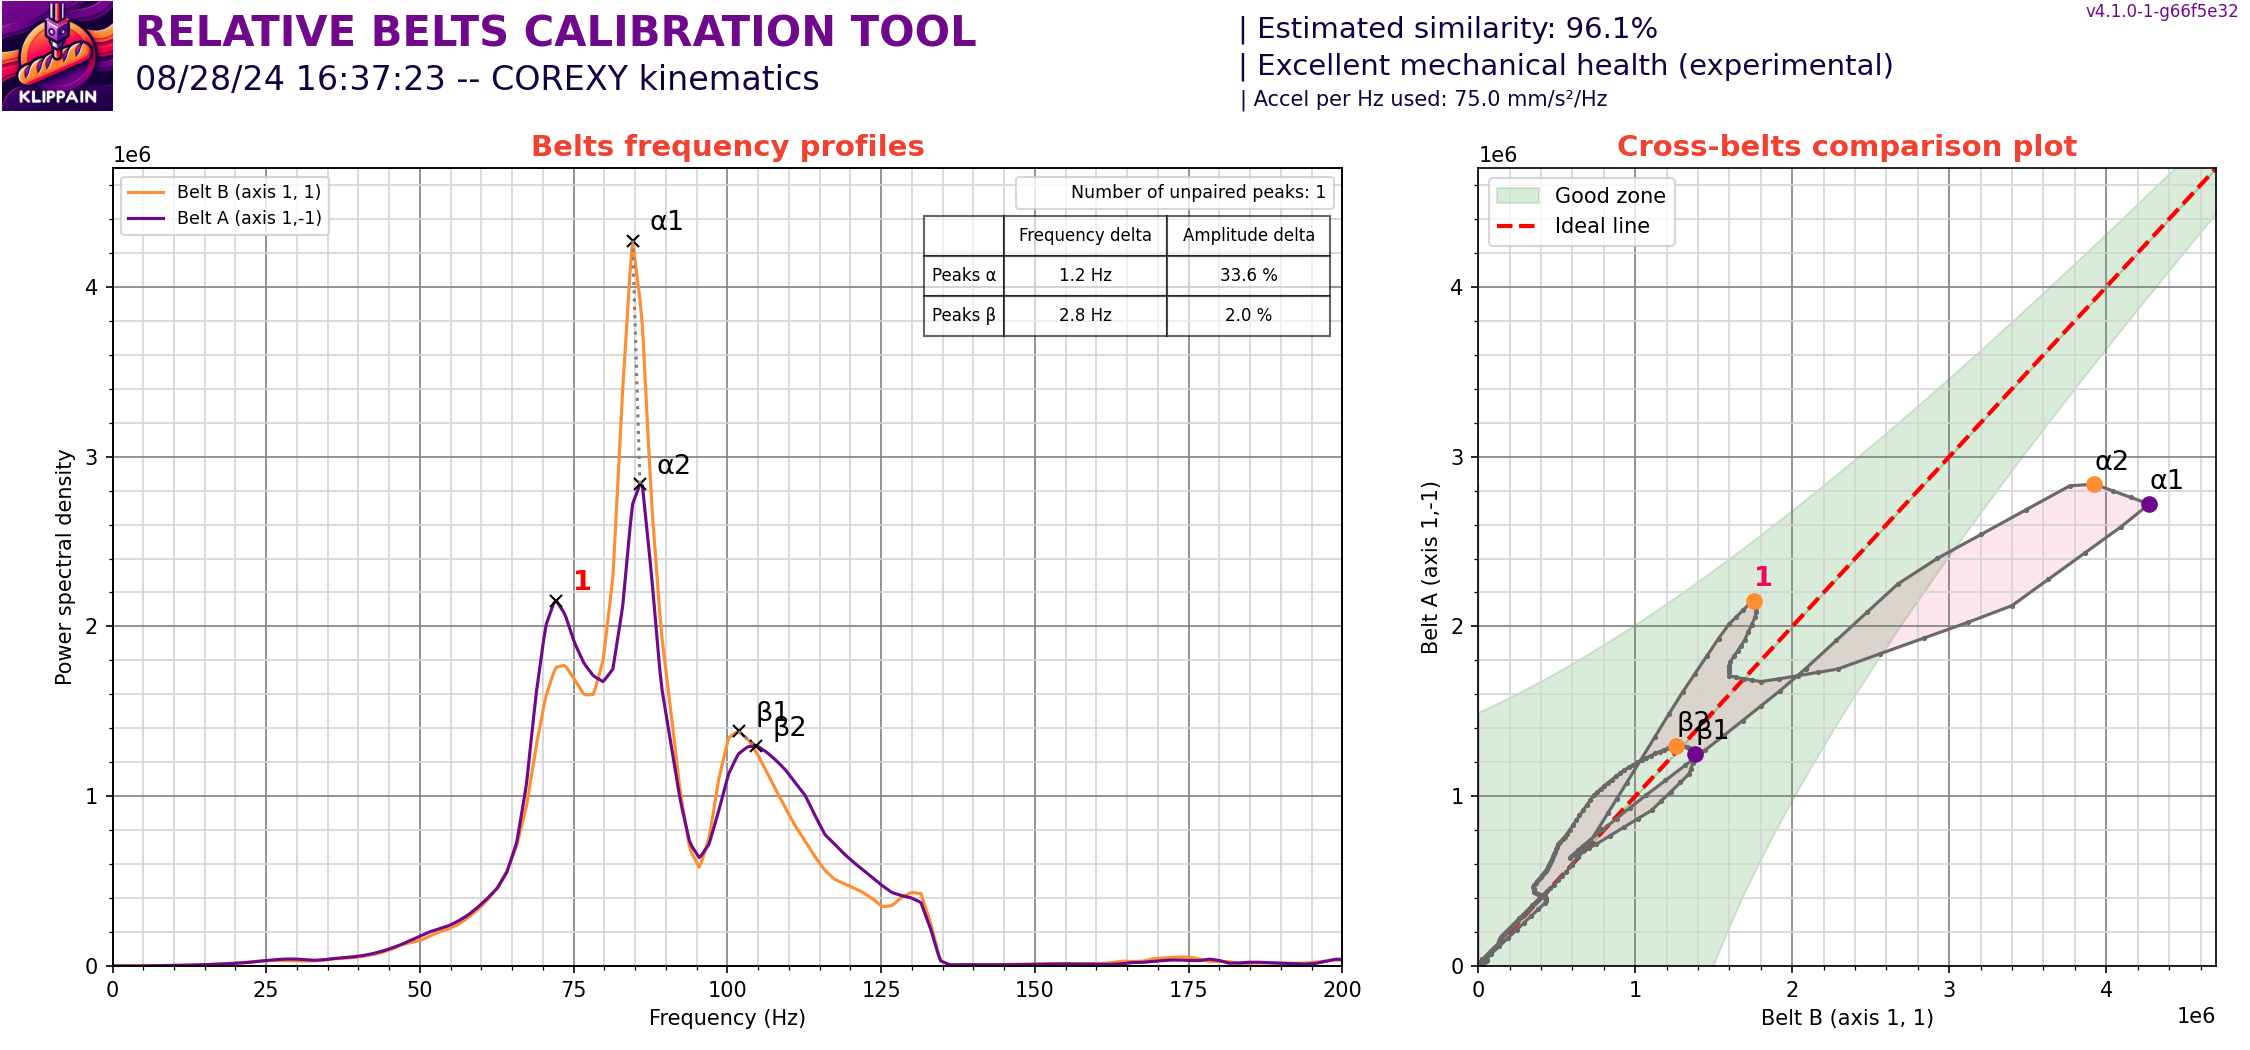 KLIPPAIN
RELATIVE BELTS CALIBRATION TOOL
08/28/24 16:37:23 -- COREXY kinematics
| Estimated similarity: 96.1%
| Excellent mechanical health (experimental)
| Accel per Hz used: 75.0 mm/s²/Hz
v4.1.0-1-g66f5e32
Belts frequency profiles
1e6
Belt B (axis 1, 1)
Belt A (axis 1,-1)
Number of unpaired peaks: 1
Frequency delta Amplitude delta
Peaks α 1.2 Hz 33.6 %
Peaks β 2.8 Hz 2.0 %
α1
α2
1
β1
β2
Power spectral density
4
3
2
1
0
0 25 50 75 100 125 150 175 200
Frequency (Hz)
Cross-belts comparison plot
1e6
Good zone
Ideal line
α2
α1
1
β2
β1
Belt A (axis 1,-1)
4
3
2
1
0
0 1 2 3 4
Belt B (axis 1, 1)
1e6